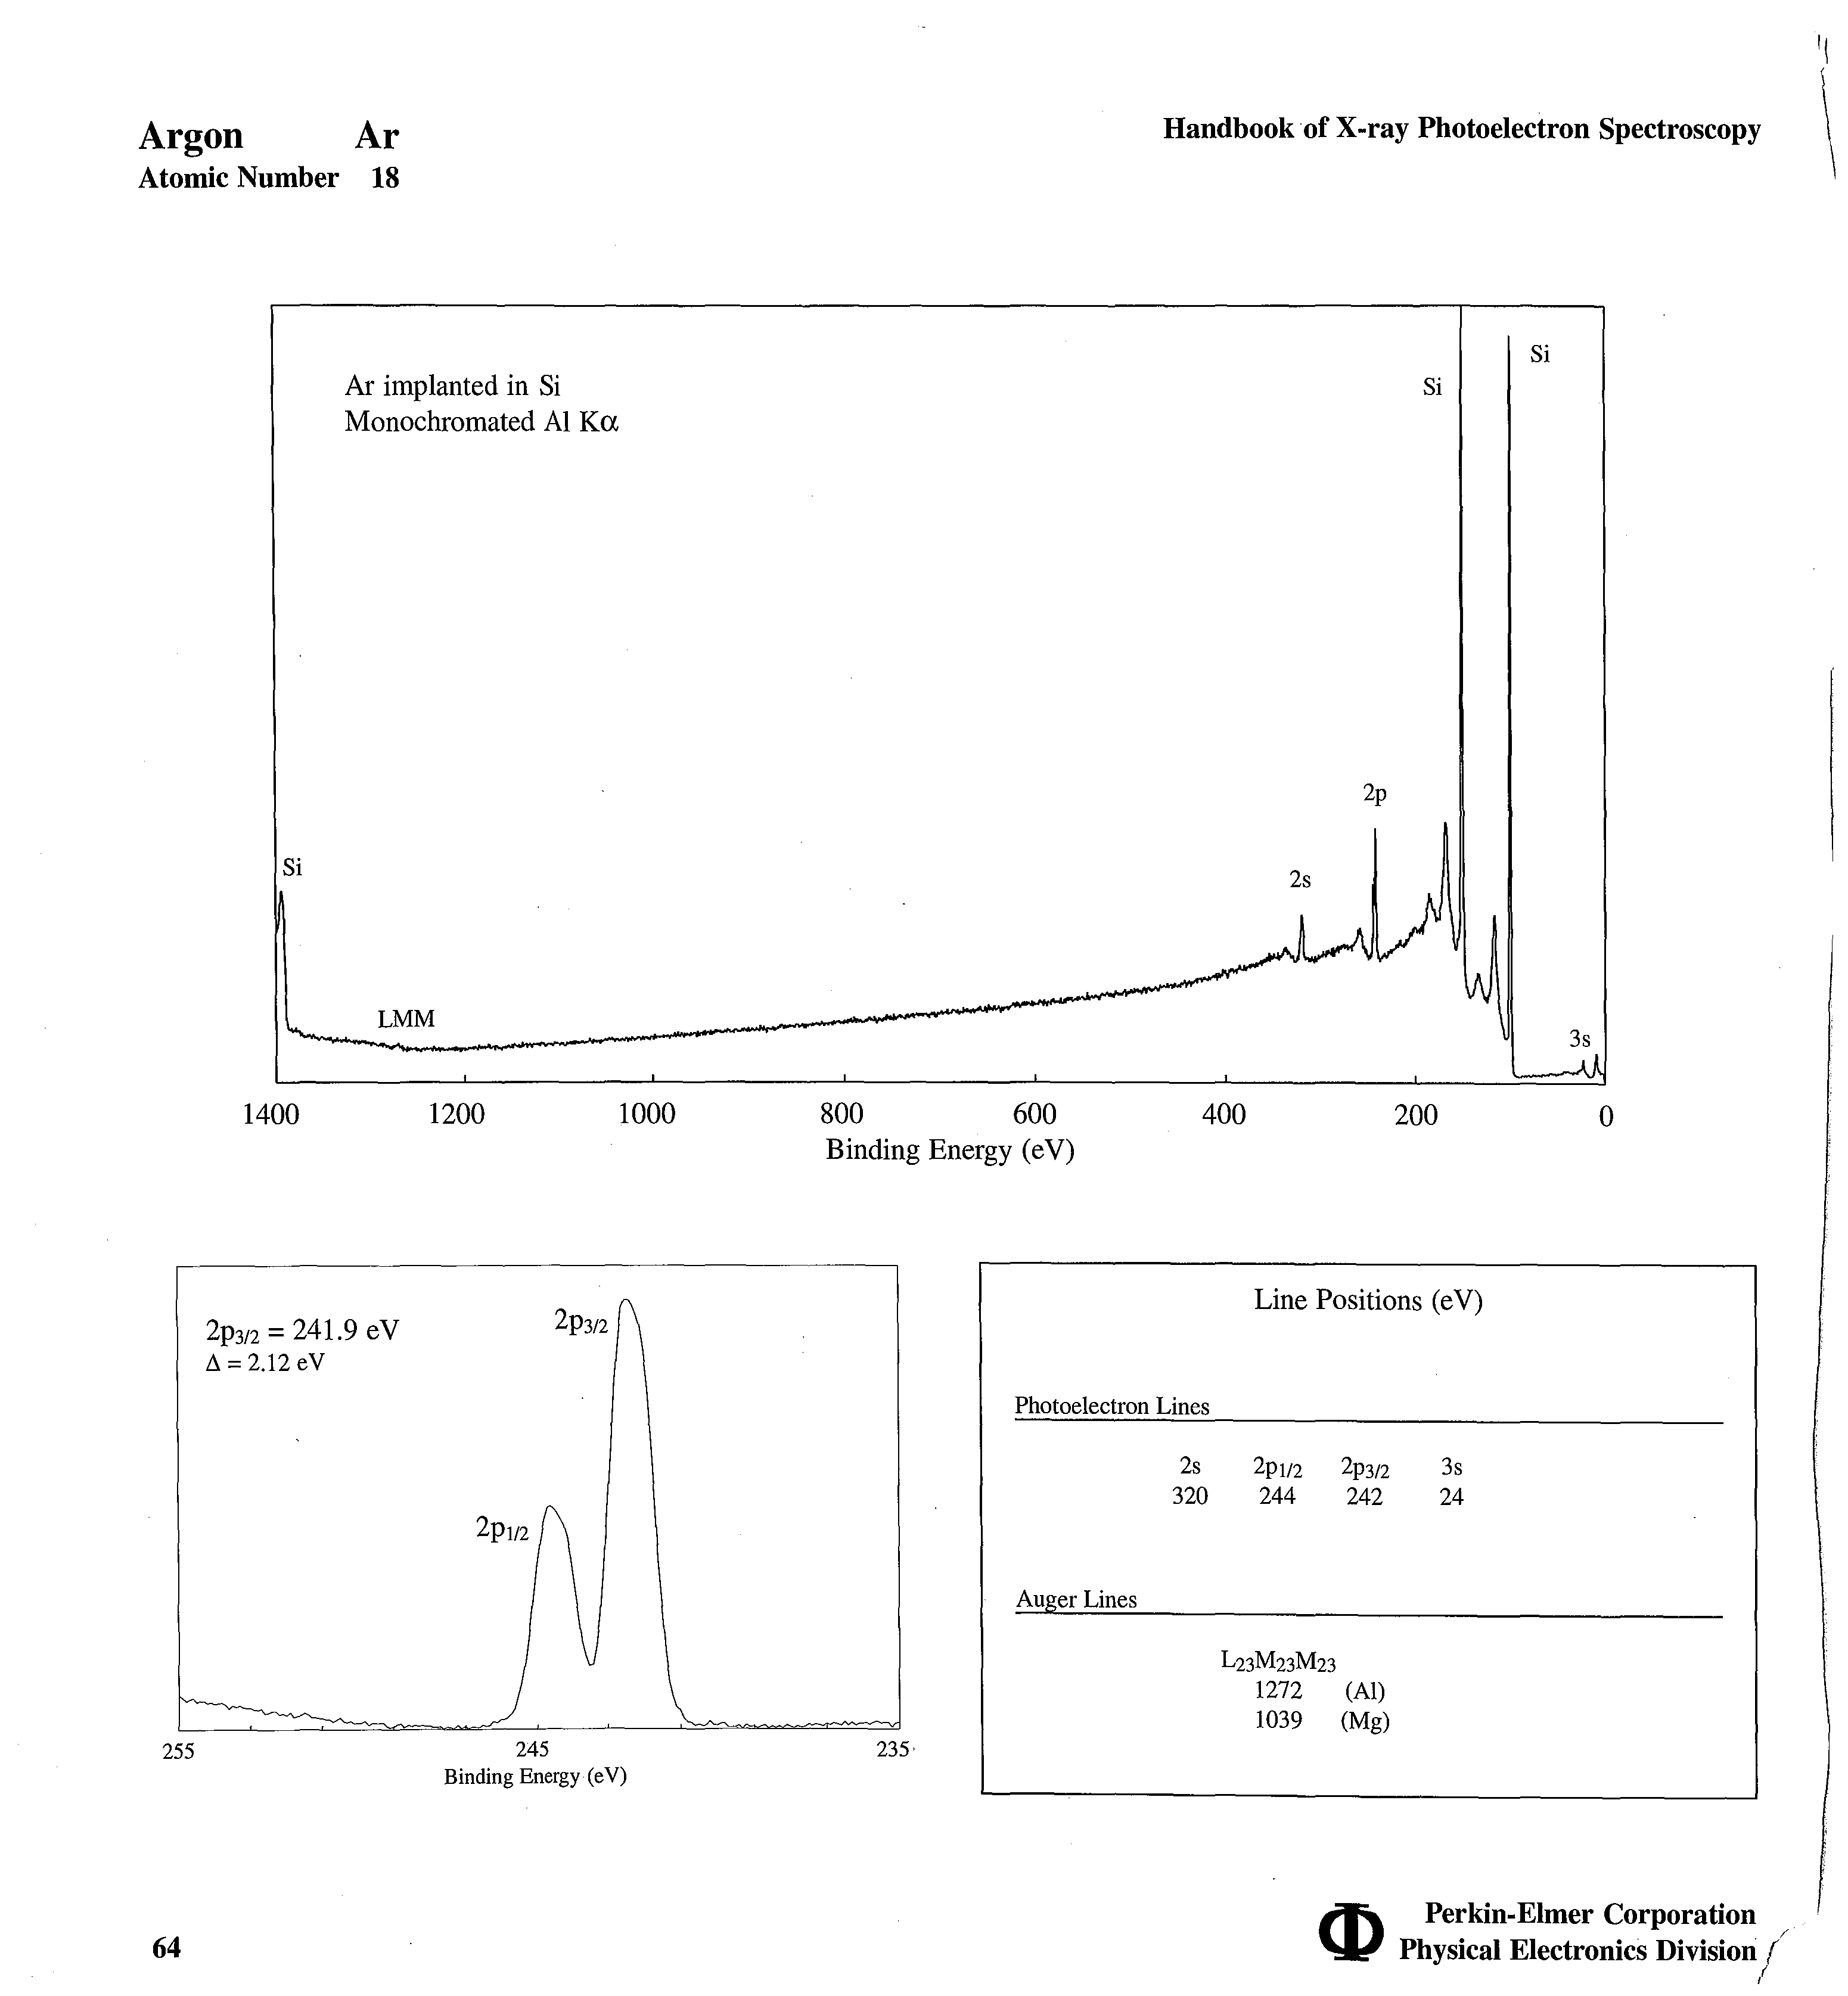 Argon Ar
Atomic Number 18
Handbook of X-ray Photoelectron Spectroscopy
Ar implanted in Si
Monochromated Al Kα
Si
Si
2p
2s
Si
LMM
3s
1400 1200 1000 800 600 400 200 0
Binding Energy (eV)
2p3/2 = 241.9 eV
Δ = 2.12 eV
2p3/2
2p1/2
255 245 235
Binding Energy (eV)
Line Positions (eV)
Photoelectron Lines
2s 2p1/2 2p3/2 3s
320 244 242 24
Auger Lines
L23M23M23
1272 (Al)
1039 (Mg)
64
Perkin-Elmer Corporation
Physical Electronics Division